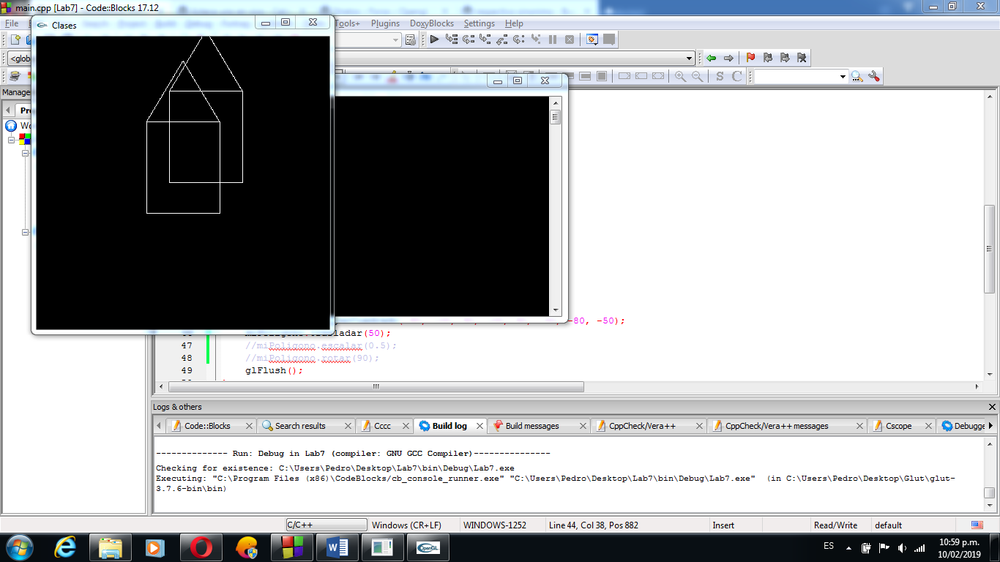 main.cpp [Lab7] - Code::Blocks 17.12
File
Tools+ Plugins DoxyBlocks Settings Help
Clases
<glob
S C
Manage
Pr
Wo
-80, -50);
(50);
47 //miPoligono.escalar(0.5);
48 //miPoligono.rotar(90);
49 glFlush();
Logs & others
Code::Blocks Search results Cccc Build log Build messages CppCheck/Vera++ CppCheck/Vera++ messages Cscope Debugge
-------------- Run: Debug in Lab7 (compiler: GNU GCC Compiler)---------------
Checking for existence: C:\Users\Pedro\Desktop\Lab7\bin\Debug\Lab7.exe
Executing: "C:\Program Files (x86)\CodeBlocks/cb_console_runner.exe" "C:\Users\Pedro\Desktop\Lab7\bin\Debug\Lab7.exe"  (in C:\Users\Pedro\Desktop\Glut\glut-
3.7.6-bin\bin)
C/C++ Windows (CR+LF) WINDOWS-1252 Line 44, Col 38, Pos 882 Insert Read/Write default
OpenGL
ES
10:59 p.m.
10/02/2019